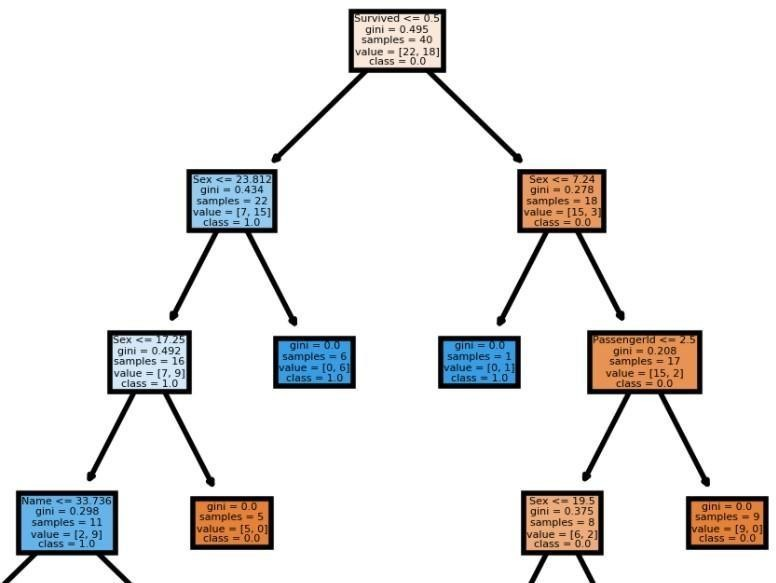 Survived <= 0.5
gini = 0.495
samples = 40
value = [22, 18]
class = 0.0
Sex <= 23.812
gini = 0.434
samples = 22
value = [7, 15]
class = 1.0
Sex <= 7.24
gini = 0.278
samples = 18
value = [15, 3]
class = 0.0
Sex <= 17.25
gini = 0.492
samples = 16
value = [7, 9]
class = 1.0
gini = 0.0
samples = 6
value = [0, 6]
class = 1.0
gini = 0.0
samples = 1
value = [0, 1]
class = 1.0
PassengerId <= 2.5
gini = 0.208
samples = 17
value = [15, 2]
class = 0.0
Name <= 33.736
gini = 0.298
samples = 11
value = [2, 9]
class = 1.0
gini = 0.0
samples = 5
value = [5, 0]
class = 0.0
Sex <= 19.5
gini = 0.375
samples = 8
value = [6, 2]
class = 0.0
gini = 0.0
samples = 9
value = [9, 0]
class = 0.0